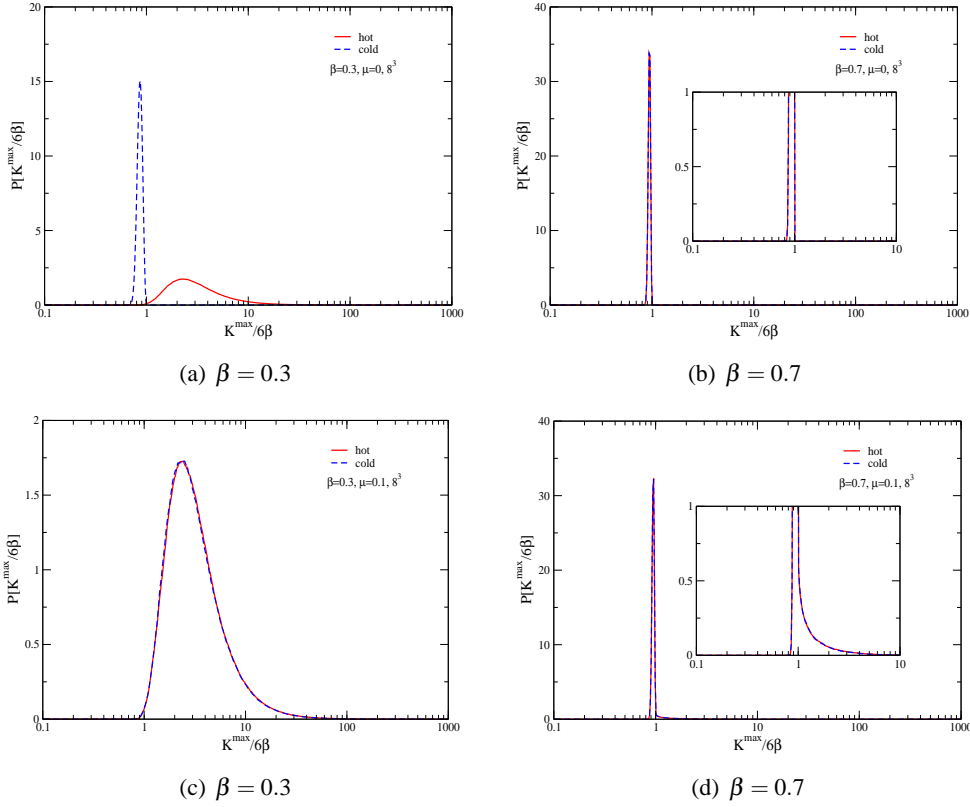 20
15
10
5
0
P[K^max/6β]
0.1 1 10 100 1000
K^max/6β
hot
cold
β=0.3, μ=0, 8³
(a) β = 0.3
40
30
20
10
0
P[K^max/6β]
0.1 1 10 100 1000
K^max/6β
hot
cold
β=0.7, μ=0, 8³
1
0.5
0
0.1 1 10
(b) β = 0.7
2
1.5
1
0.5
0
P[K^max/6β]
0.1 1 10 100 1000
K^max/6β
hot
cold
β=0.3, μ=0.1, 8³
(c) β = 0.3
40
30
20
10
0
P[K^max/6β]
0.1 1 10 100 1000
K^max/6β
hot
cold
β=0.7, μ=0.1, 8³
1
0.5
0
0.1 1 10
(d) β = 0.7